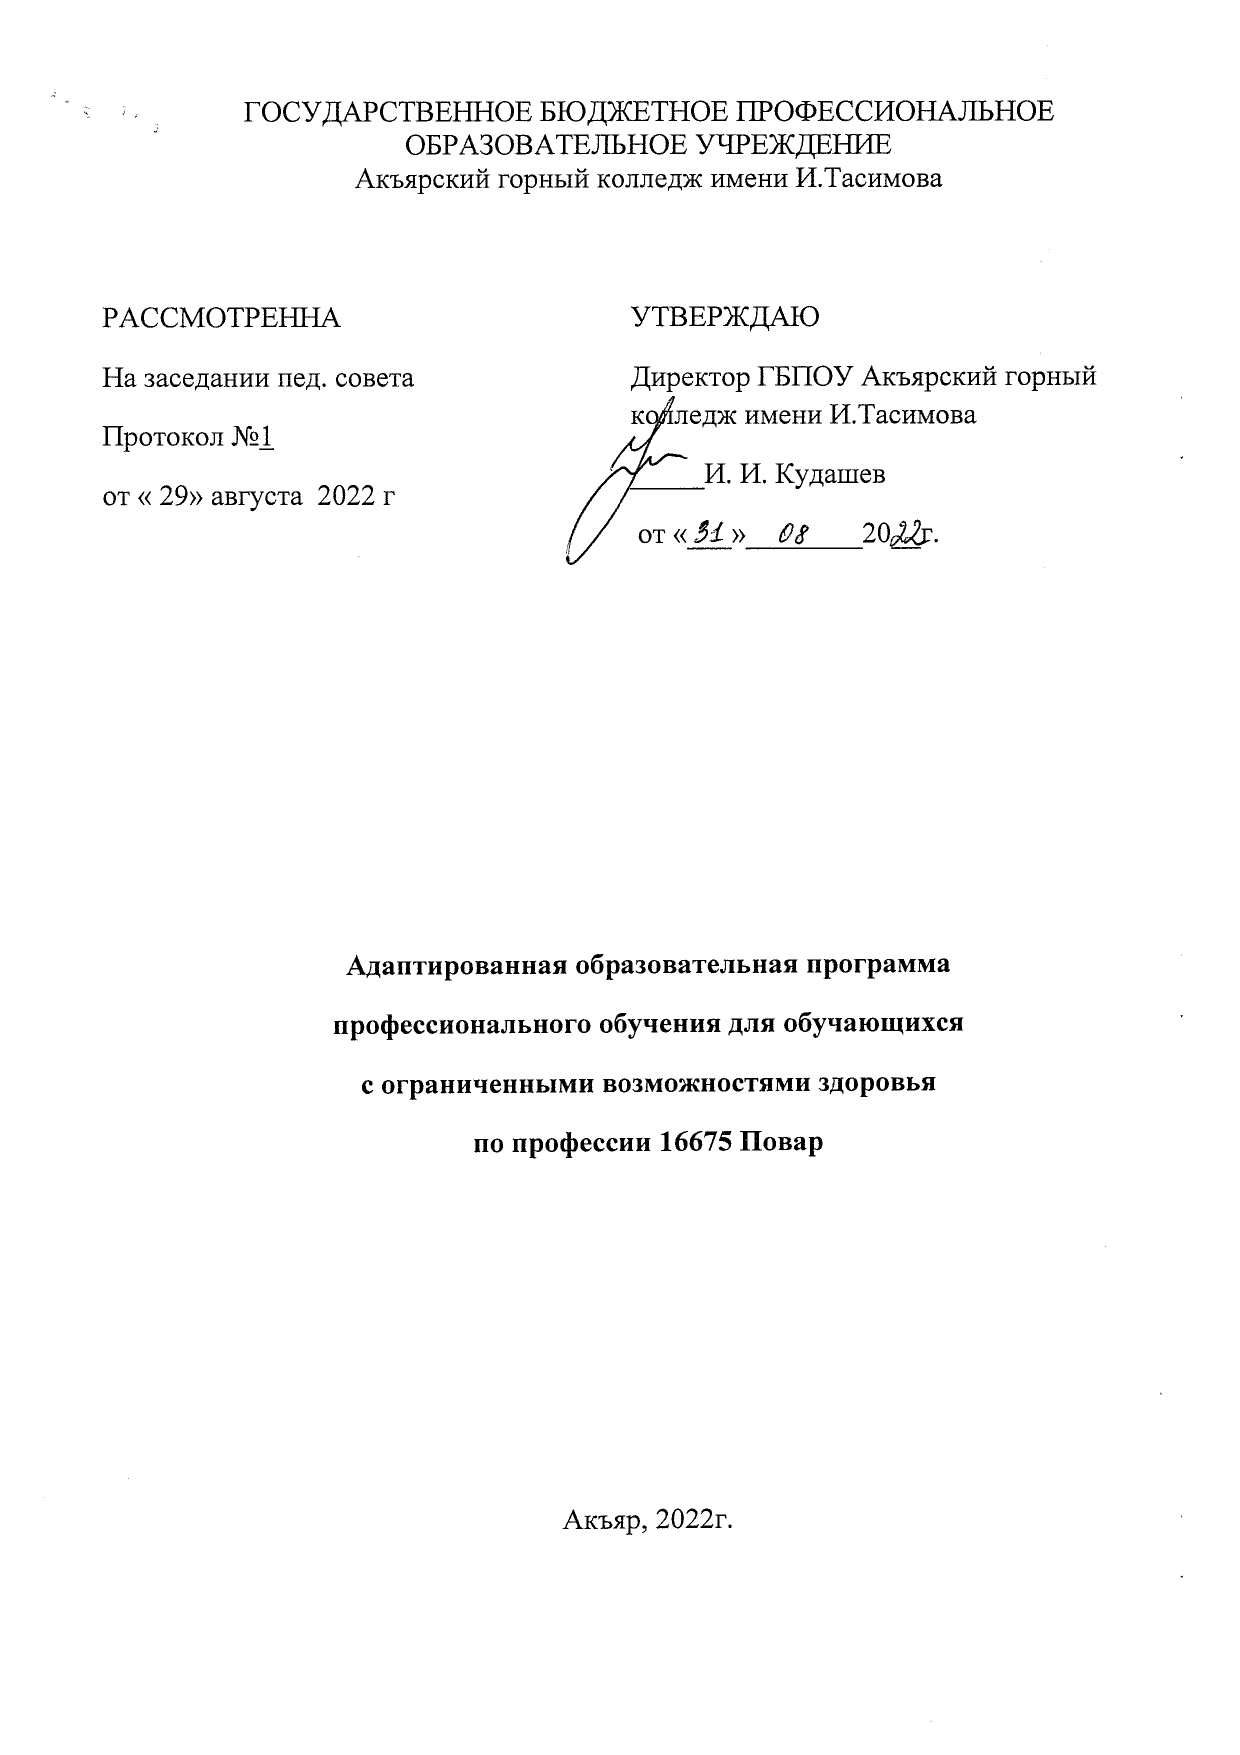 ГОСУДАРСТВЕННОЕ БЮДЖЕТНОЕ ПРОФЕССИОНАЛЬНОЕ
ОБРАЗОВАТЕЛЬНОЕ УЧРЕЖДЕНИЕ
Акъярский горный колледж имени И.Тасимова
РАССМОТРЕННА
На заседании пед. совета
Протокол №1
от « 29» августа 2022 г
УТВЕРЖДАЮ
Директор ГБПОУ Акъярский горный
колледж имени И.Тасимова
_____И. И. Кудашев
от «31»___08___2022г.
Адаптированная образовательная программа
профессионального обучения для обучающихся
с ограниченными возможностями здоровья
по профессии 16675 Повар
Акъяр, 2022г.